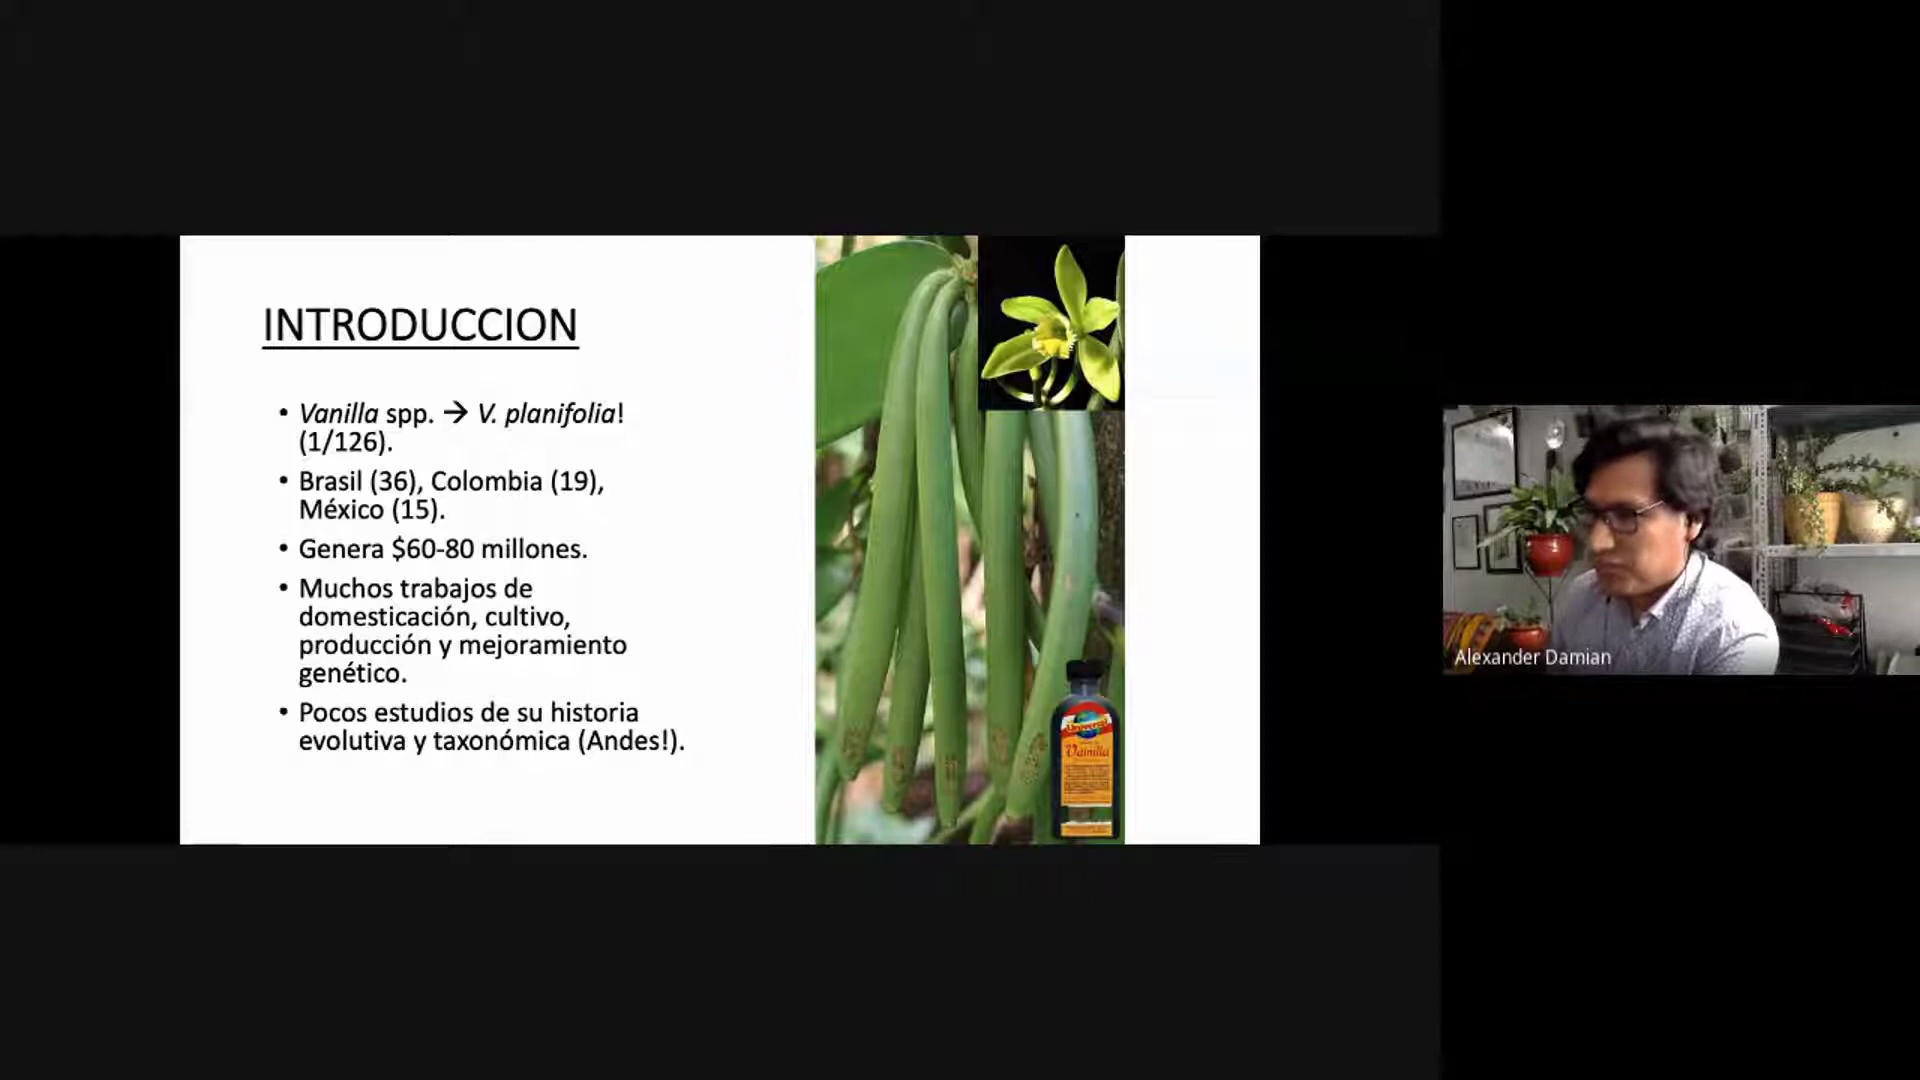 INTRODUCCION
• Vanilla spp. → V. planifolia!
(1/126).
• Brasil (36), Colombia (19),
México (15).
• Genera $60-80 millones.
• Muchos trabajos de
domesticación, cultivo,
producción y mejoramiento
genético.
• Pocos estudios de su historia
evolutiva y taxonómica (Andes!).
Vainilla
Alexander Damian